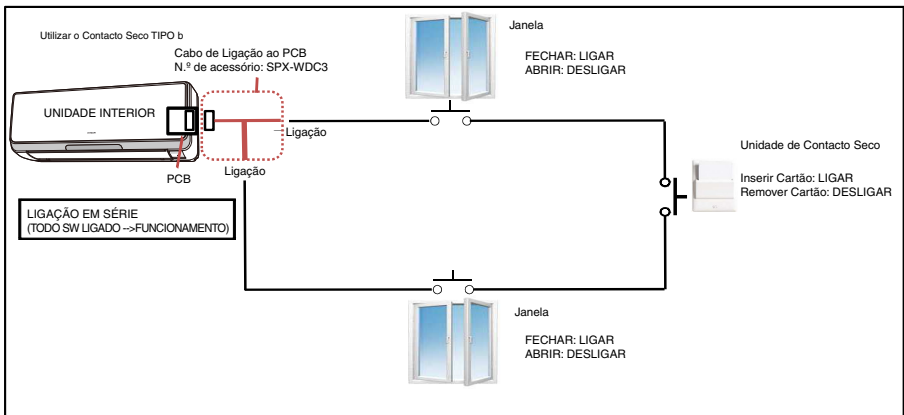 Utilizar o Contacto Seco TIPO b
Cabo de Ligação ao PCB
N.º de acessório: SPX-WDC3
UNIDADE INTERIOR
Ligação
Ligação
PCB
LIGAÇÃO EM SÉRIE
(TODO SW LIGADO -->FUNCIONAMENTO)
Janela
FECHAR: LIGAR
ABRIR: DESLIGAR
Unidade de Contacto Seco
Inserir Cartão: LIGAR
Remover Cartão: DESLIGAR
Janela
FECHAR: LIGAR
ABRIR: DESLIGAR